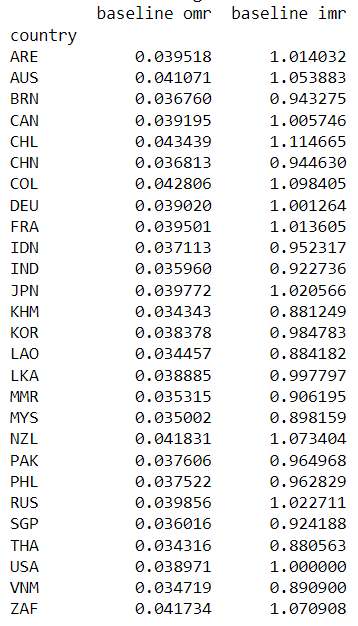 baseline omr baseline imr
country
ARE 0.039518 1.014032
AUS 0.041071 1.053883
BRN 0.036760 0.943275
CAN 0.039195 1.005746
CHL 0.043439 1.114665
CHN 0.036813 0.944630
COL 0.042806 1.098405
DEU 0.039020 1.001264
FRA 0.039501 1.013605
IDN 0.037113 0.952317
IND 0.035960 0.922736
JPN 0.039772 1.020566
KHM 0.034343 0.881249
KOR 0.038378 0.984783
LAO 0.034457 0.884182
LKA 0.038885 0.997797
MMR 0.035315 0.906195
MYS 0.035002 0.898159
NZL 0.041831 1.073404
PAK 0.037606 0.964968
PHL 0.037522 0.962829
RUS 0.039856 1.022711
SGP 0.036016 0.924188
THA 0.034316 0.880563
USA 0.038971 1.000000
VNM 0.034719 0.890900
ZAF 0.041734 1.070908